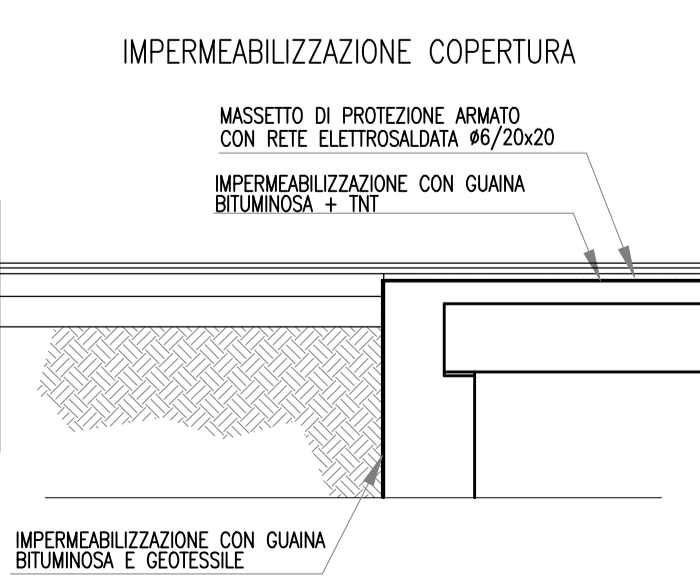 IMPERMEABILIZZAZIONE COPERTURA
MASSETTO DI PROTEZIONE ARMATO
CON RETE ELETTROSALDATA ø6/20x20
IMPERMEABILIZZAZIONE CON GUAINA
BITUMINOSA + TNT
IMPERMEABILIZZAZIONE CON GUAINA
BITUMINOSA E GEOTESSILE